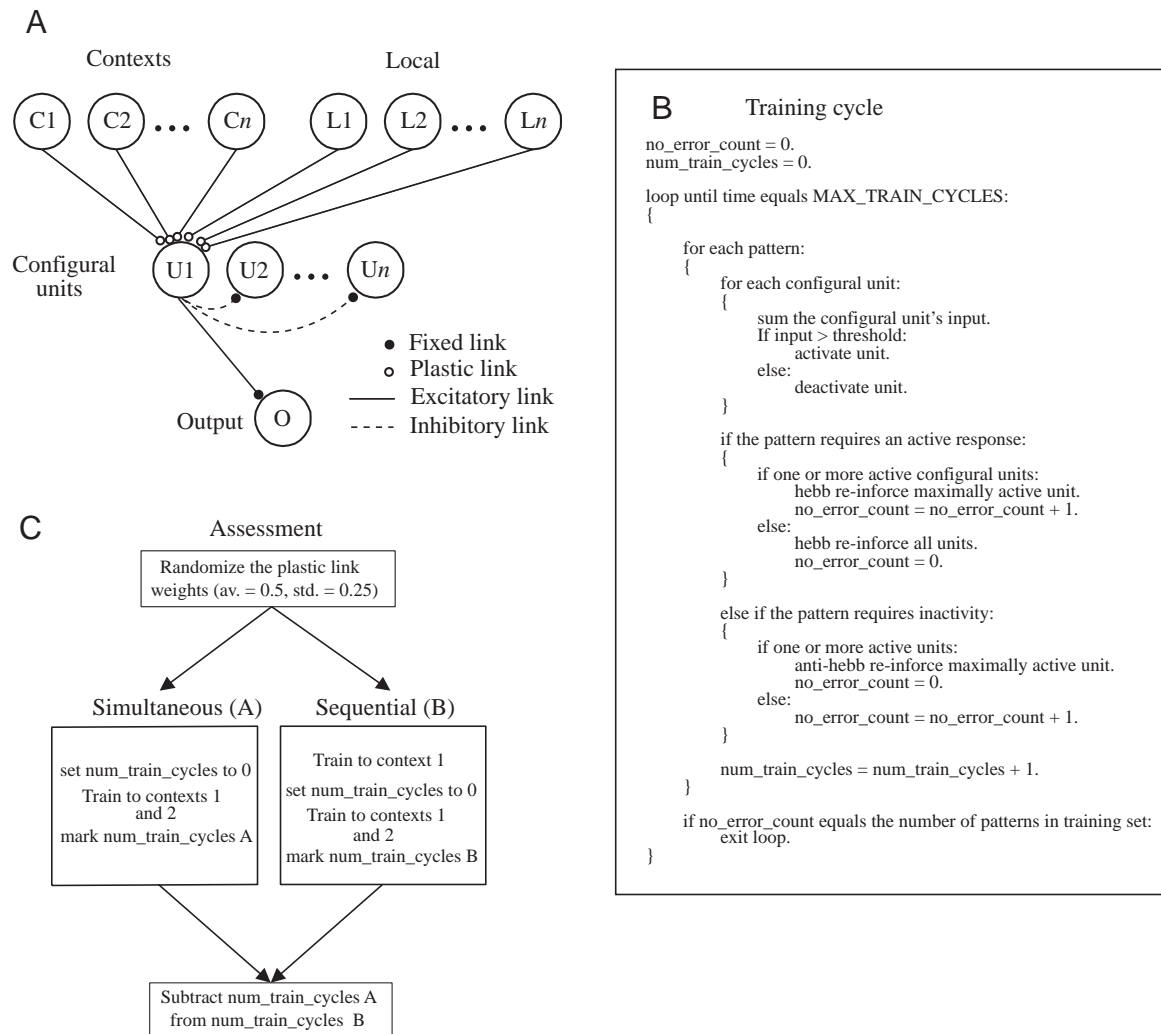 A
Contexts
Local
C1
C2
...
Cn
L1
L2
...
Ln
Configural
units
U1
U2
...
Un
Fixed link
Plastic link
Excitatory link
Inhibitory link
Output
O
B
Training cycle
no_error_count = 0.
num_train_cycles = 0.
loop until time equals MAX_TRAIN_CYCLES:
{
for each pattern:
{
for each configural unit:
{
sum the configural unit's input.
If input > threshold:
activate unit.
else:
deactivate unit.
}
if the pattern requires an active response:
{
if one or more active configural units:
hebb re-inforce maximally active unit.
no_error_count = no_error_count + 1.
else:
hebb re-inforce all units.
no_error_count = 0.
}
else if the pattern requires inactivity:
{
if one or more active units:
anti-hebb re-inforce maximally active unit.
no_error_count = 0.
else:
no_error_count = no_error_count + 1.
}
num_train_cycles = num_train_cycles + 1.
}
if no_error_count equals the number of patterns in training set:
exit loop.
}
C
Assessment
Randomize the plastic link
weights (av. = 0.5, std. = 0.25)
Simultaneous (A)
set num_train_cycles to 0
Train to contexts 1
and 2
mark num_train_cycles A
Sequential (B)
Train to context 1
set num_train_cycles to 0
Train to contexts 1
and 2
mark num_train_cycles B
Subtract num_train_cycles A
from num_train_cycles B